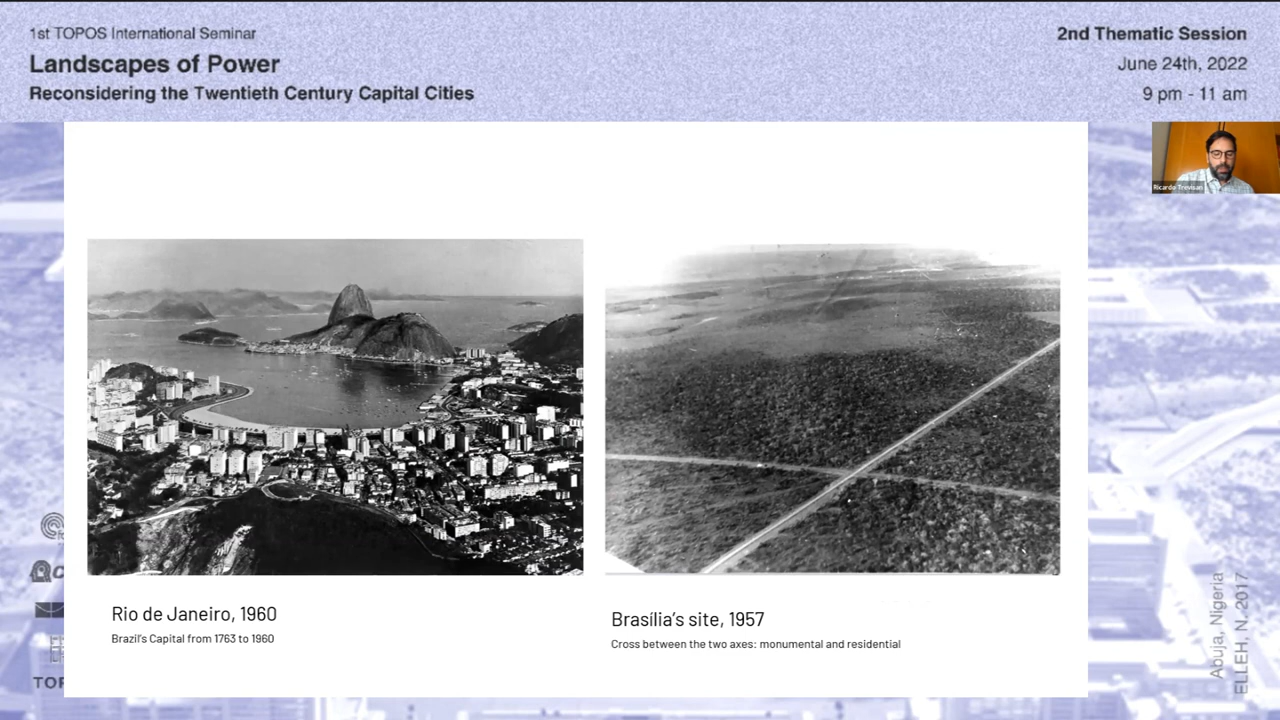 1st TOPOS International Seminar
Landscapes of Power
Reconsidering the Twentieth Century Capital Cities
2nd Thematic Session
June 24th, 2022
9 pm - 11 am
Ricardo Trevisan
Rio de Janeiro, 1960
Brazil's Capital from 1763 to 1960
Brasília's site, 1957
Cross between the two axes: monumental and residential
TOP
Abuja, Nigeria
ELLEH, N. 2017